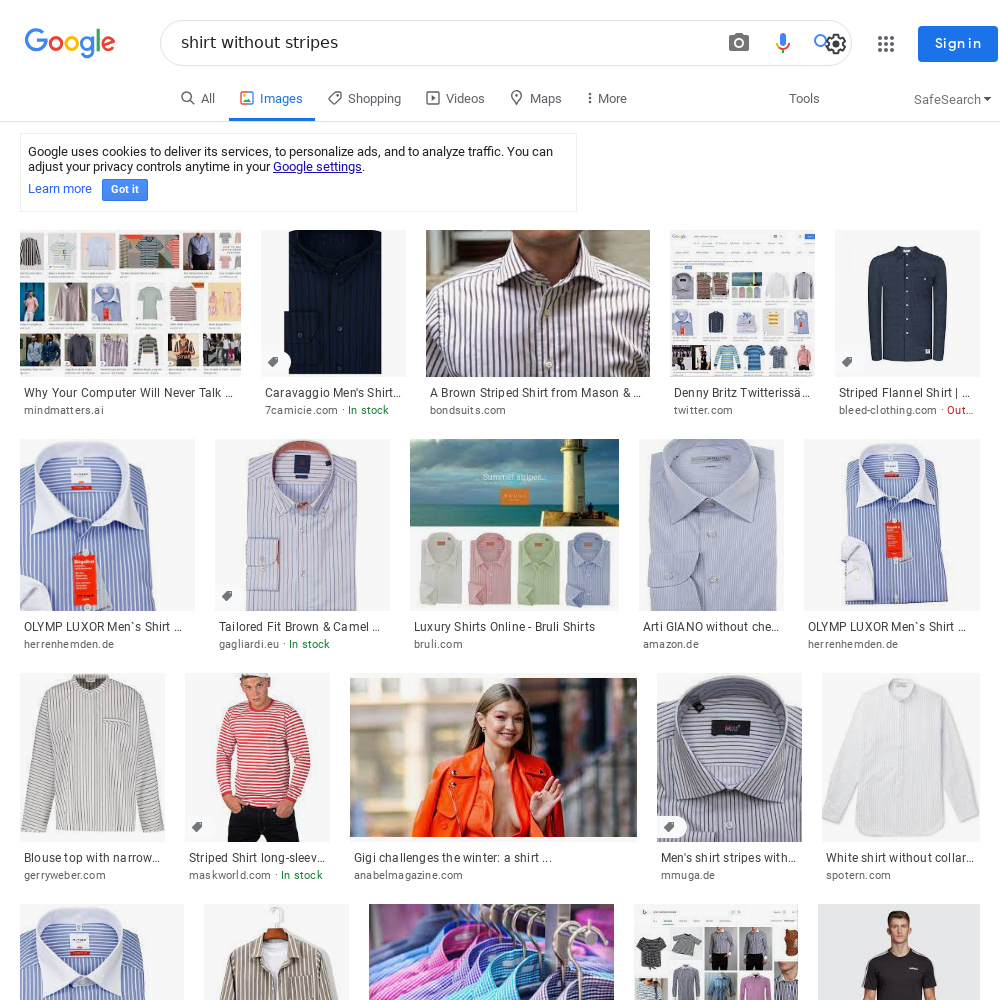 Google
shirt without stripes
Sign in
All
Images
Shopping
Videos
Maps
More
Tools
SafeSearch
Google uses cookies to deliver its services, to personalize ads, and to analyze traffic. You can
adjust your privacy controls anytime in your Google settings.
Learn more Got it
Why Your Computer Will Never Talk ...
mindmatters.ai
Caravaggio Men's Shirt...
7camicie.com · In stock
A Brown Striped Shirt from Mason & ...
bondsuits.com
Denny Britz Twitterissä...
twitter.com
Striped Flannel Shirt | ...
bleed-clothing.com · Out...
Summer stripes..
OLYMP LUXOR Men`s Shirt ...
herrenhemden.de
Tailored Fit Brown & Camel ...
gagliardi.eu · In stock
Luxury Shirts Online - Bruli Shirts
bruli.com
Arti GIANO without che...
amazon.de
OLYMP LUXOR Men`s Shirt ...
herrenhemden.de
Blouse top with narrow...
gerryweber.com
Striped Shirt long-sleev...
maskworld.com · In stock
Gigi challenges the winter: a shirt ...
anabelmagazine.com
Men's shirt stripes with...
mmuga.de
White shirt without collar...
spotern.com